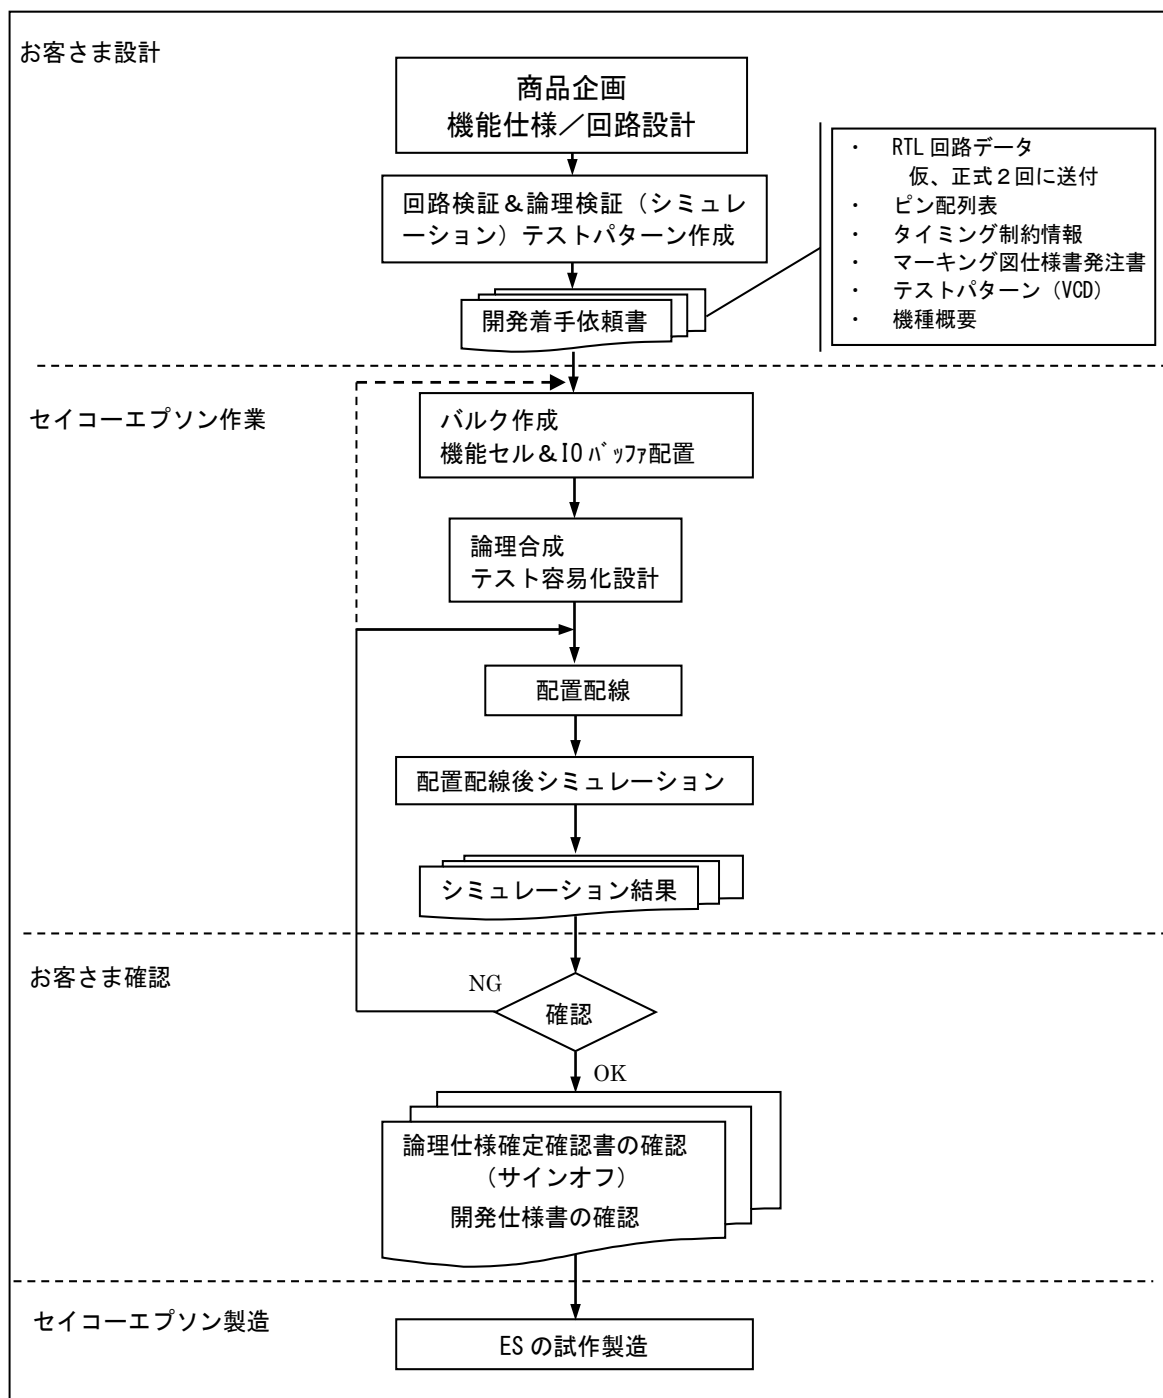 お客さま設計
商品企画
機能仕様／回路設計
回路検証＆論理検証（シミュレ
ーション）テストパターン作成
開発着手依頼書
・ RTL 回路データ
仮、正式２回に送付
・ ピン配列表
・ タイミング制約情報
・ マーキング図仕様書発注書
・ テストパターン（VCD）
・ 機種概要
セイコーエプソン作業
バルク作成
機能セル＆IO ﾊﾞｯﾌｧ配置
論理合成
テスト容易化設計
配置配線
配置配線後シミュレーション
シミュレーション結果
お客さま確認
NG
確認
OK
論理仕様確定確認書の確認
（サインオフ）
開発仕様書の確認
セイコーエプソン製造
ES の試作製造